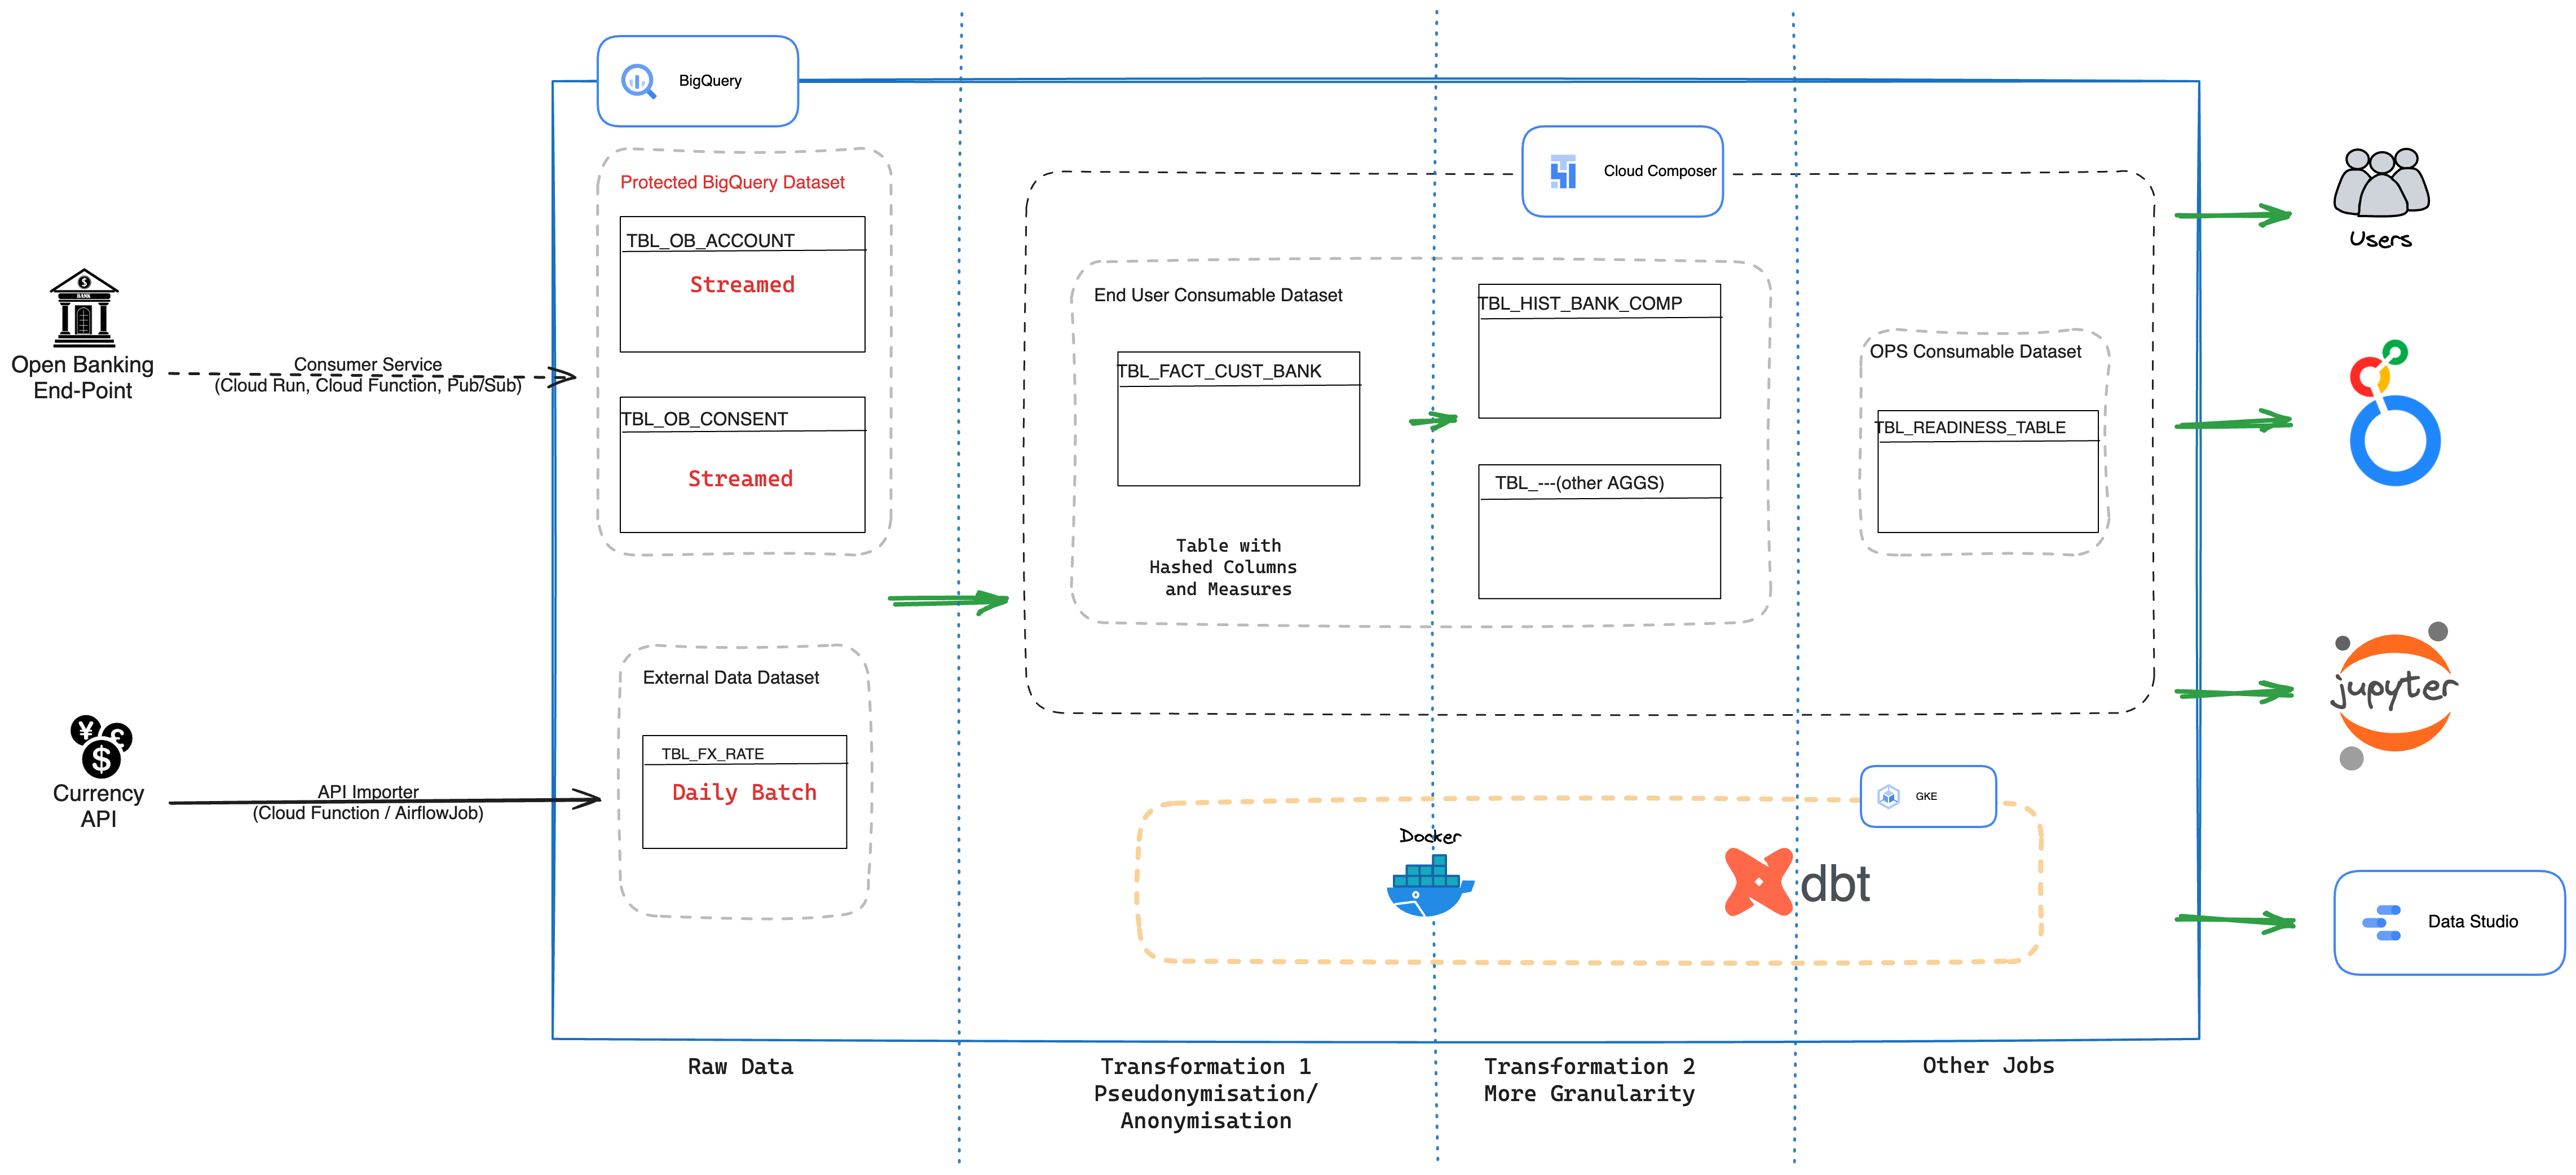 BigQuery
Protected BigQuery Dataset
TBL_OB_ACCOUNT
Streamed
TBL_OB_CONSENT
Streamed
$
BANK
Open Banking
End-Point
Consumer Service
(Cloud Run, Cloud Function, Pub/Sub)
External Data Dataset
TBL_FX_RATE
Daily Batch
¥
£
$
Currency
API
API Importer
(Cloud Function / AirflowJob)
Cloud Composer
End User Consumable Dataset
TBL_FACT_CUST_BANK
Table with
Hashed Columns
and Measures
TBL_HIST_BANK_COMP
TBL_---(other AGGS)
OPS Consumable Dataset
TBL_READINESS_TABLE
GKE
Docker
dbt
Users
jupyter
Data Studio
Raw Data
Transformation 1
Pseudonymisation/
Anonymisation
Transformation 2
More Granularity
Other Jobs